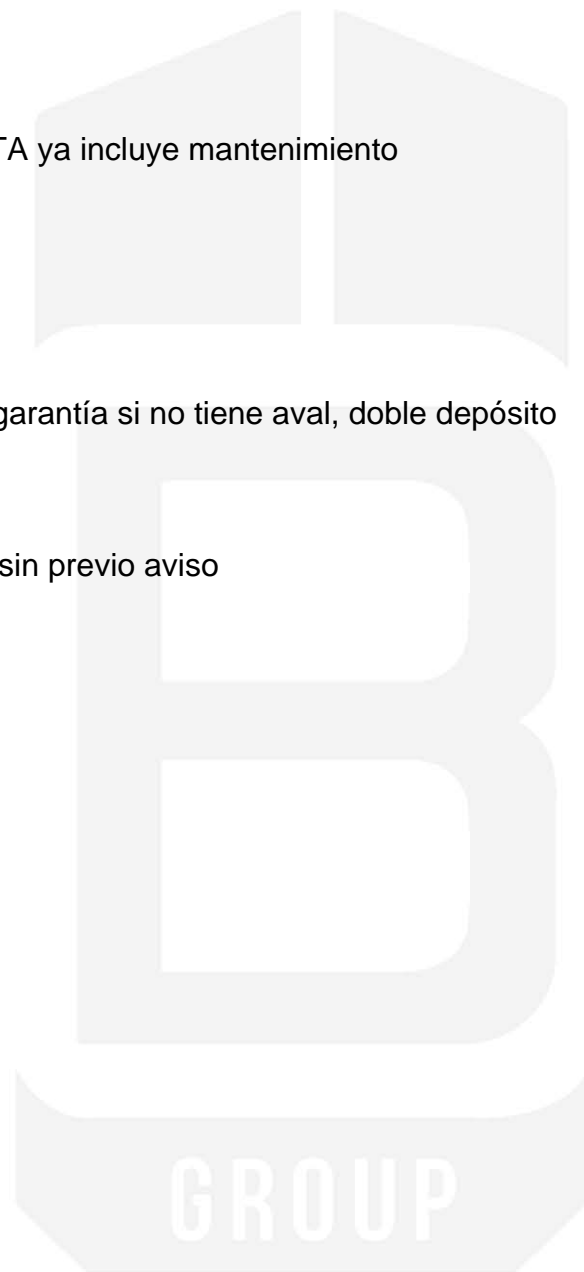 TA ya incluye mantenimiento
garantía si no tiene aval, doble depósito
sin previo aviso
B
GROUP